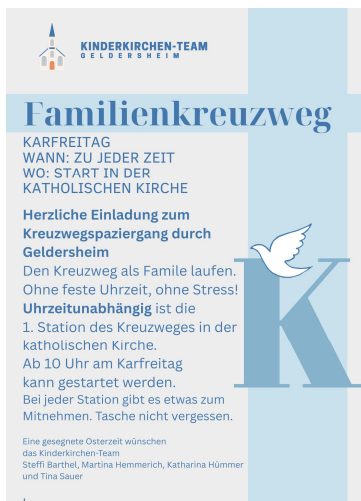 KINDERKIRCHEN-TEAM
GELDERSHEIM
Familienkreuzweg
KARFREITAG
WANN: ZU JEDER ZEIT
WO: START IN DER
KATHOLISCHEN KIRCHE
Herzliche Einladung zum
Kreuzwegspaziergang durch
Geldersheim
Den Kreuzweg als Famile laufen.
Ohne feste Uhrzeit, ohne Stress!
Uhrzeitunabhängig ist die
1. Station des Kreuzweges in der
katholischen Kirche.
Ab 10 Uhr am Karfreitag
kann gestartet werden.
Bei jeder Station gibt es etwas zum
Mitnehmen. Tasche nicht vergessen.
K
Eine gesegnete Osterzeit wünschen
das Kinderkirchen-Team
Steffi Barthel, Martina Hemmerich, Katharina Hümmer
und Tina Sauer